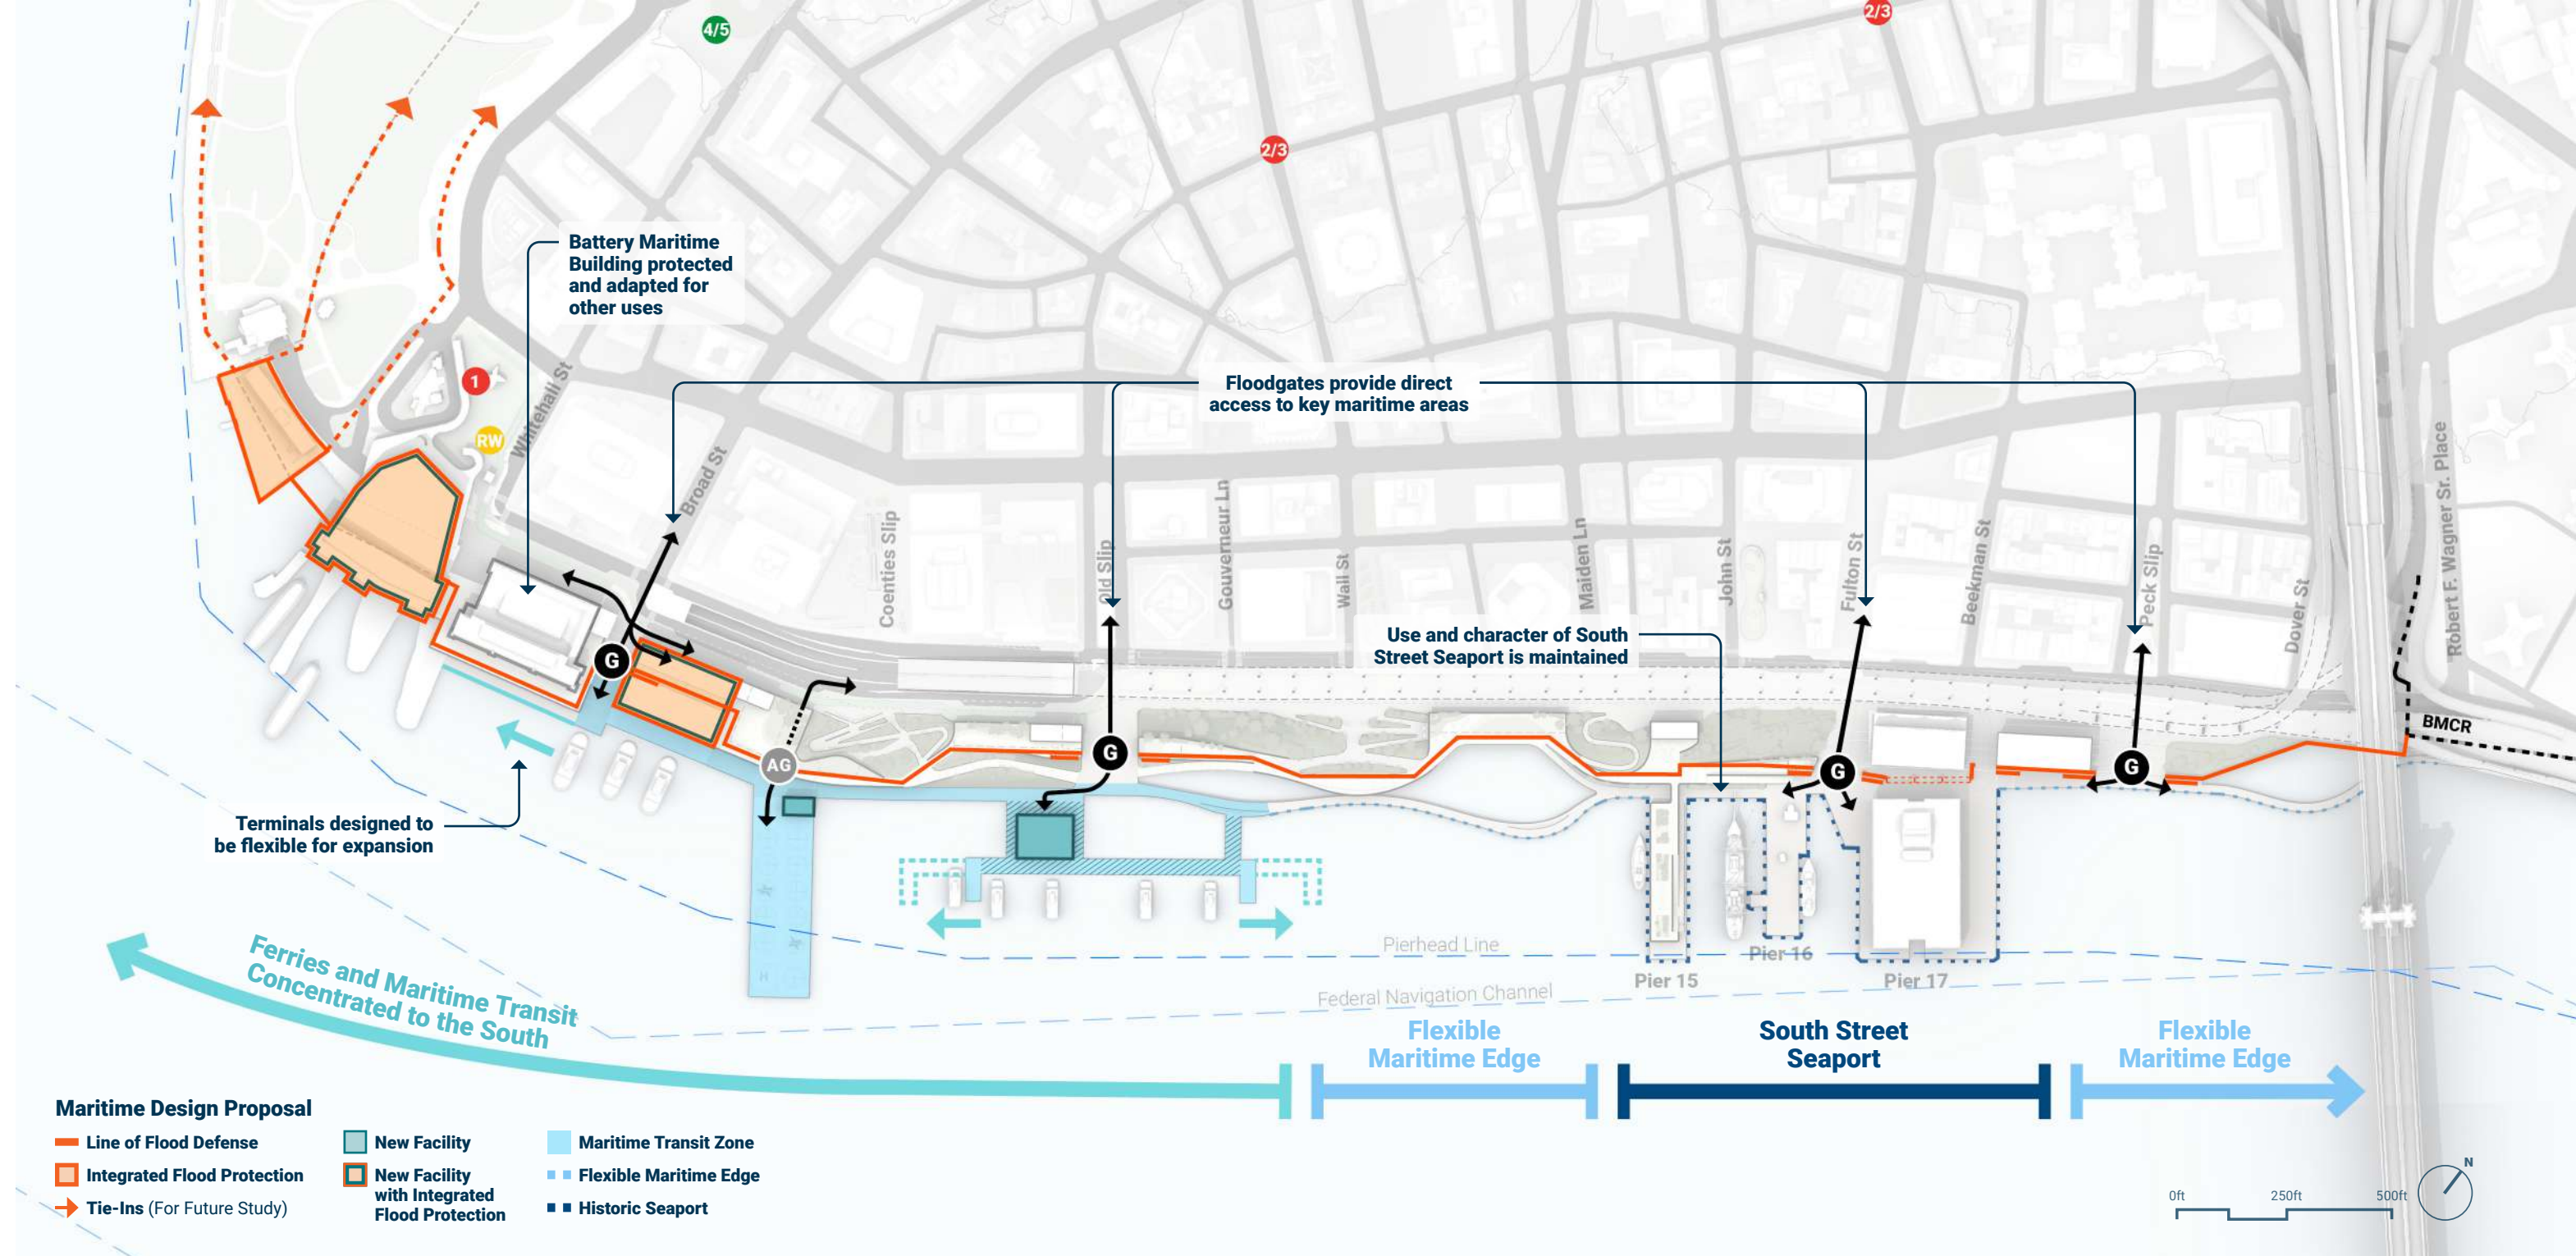 4/5
2/3
2/3
Battery Maritime
Building protected
and adapted for
other uses
1
RW
Whitehall St
Broad St
Floodgates provide direct
access to key maritime areas
Coenties Slip
Old Slip
Gouverneur Ln
Wall St
Maiden Ln
John St
Fulton St
Beekman St
Peck Slip
Dover St
Robert F. Wagner Sr. Place
Use and character of South
Street Seaport is maintained
G
AG
G
G
G
BMCR
Terminals designed to
be flexible for expansion
H
Pierhead Line
Federal Navigation Channel
Pier 15
Pier 16
Pier 17
Ferries and Maritime Transit
Concentrated to the South
Flexible
Maritime Edge
South Street
Seaport
Flexible
Maritime Edge
Maritime Design Proposal
Line of Flood Defense
Integrated Flood Protection
Tie-Ins (For Future Study)
New Facility
New Facility
with Integrated
Flood Protection
Maritime Transit Zone
Flexible Maritime Edge
Historic Seaport
0ft
250ft
500ft
N